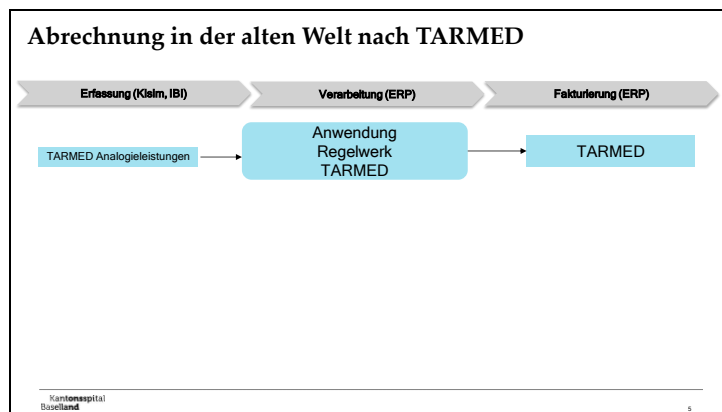 Abrechnung in der alten Welt nach TARMED
Erfassung (Kisim, IBI)
Verarbeitung (ERP)
Fakturierung (ERP)
TARMED Analogieleistungen
Anwendung
Regelwerk
TARMED
TARMED
Kantonsspital
Baselland
5